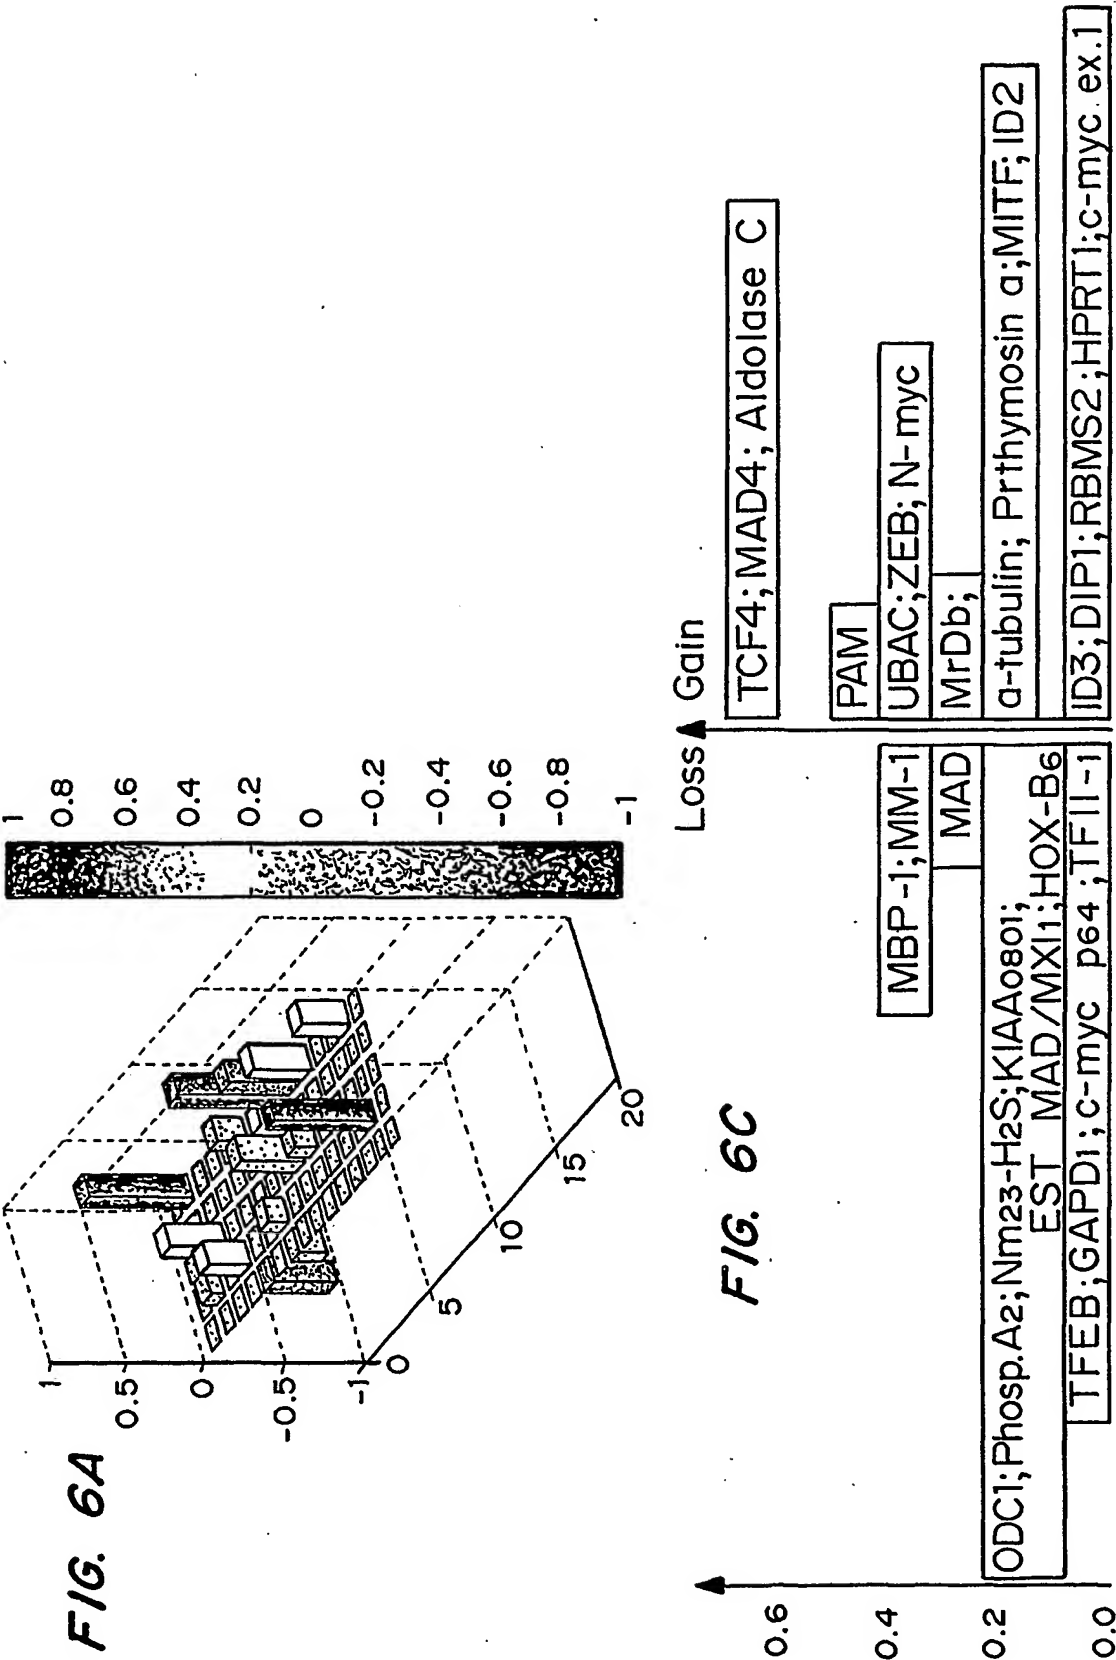 FIG. 6A
1
0.5
0
-0.5
-1
0
5
10
15
20
1
0.8
0.6
0.4
0.2
0
-0.2
-0.4
-0.6
-0.8
-1
FIG. 6C
Loss
Gain
0.6
0.4
0.2
0.0
TCF4;MAD4; Aldolase C
PAM
MBP-1;MM-1
UBAC;ZEB;N-myc
MAD
MrDb;
ODC1;Phosp.A2;Nm23-H2S;KIAA0801;
EST MAD/MXI1;HOX-B6
a-tubulin; Prthymosin a;MITF;ID2
TFEB;GAPD1;c-myc p64;TFII-1
ID3;DIP1;RBMS2;HPRT1;c-myc.ex.1